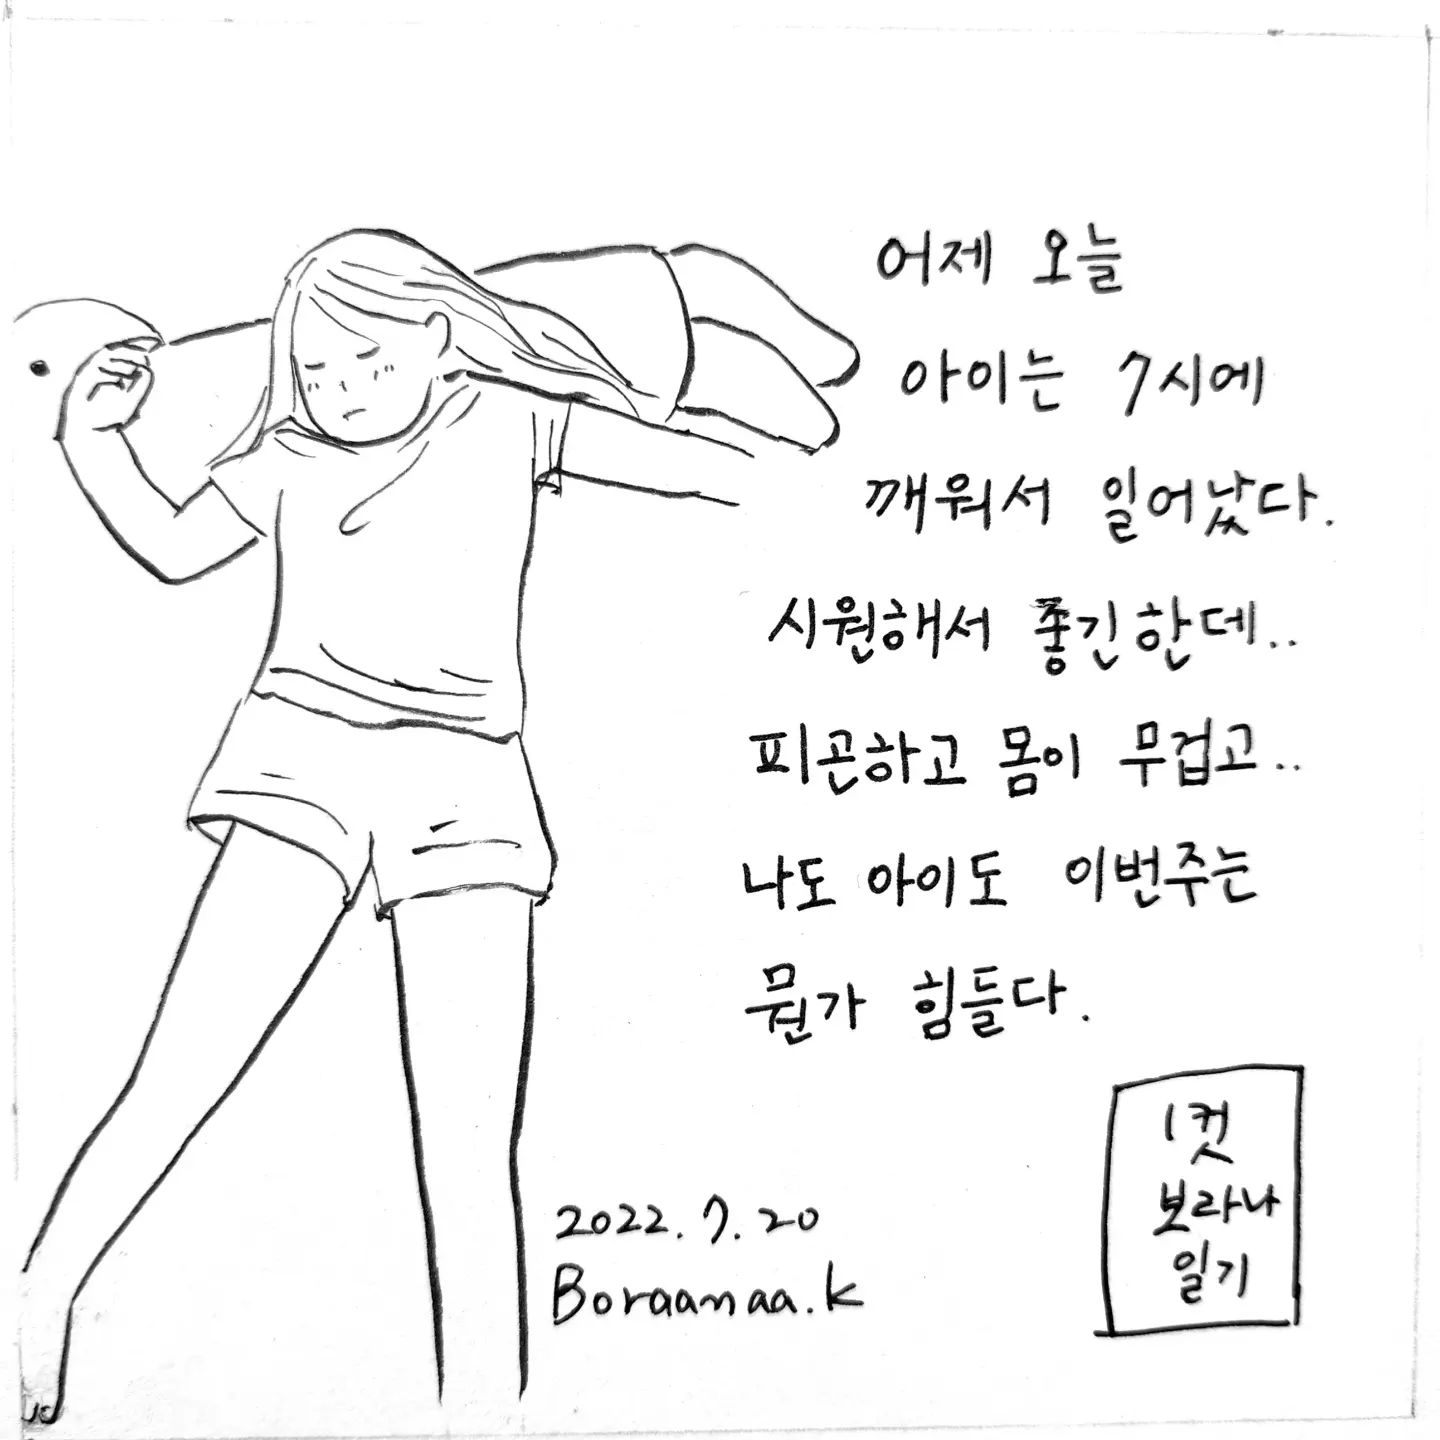 어제 오늘
아이는 7시에
깨워서 일어났다.
시원해서 좋긴한데..
피곤하고 몸이 무겁고..
나도 아이도 이번주는
뭔가 힘들다.
1컷
보라나
일기
2022.7.20
Boraanaa.k